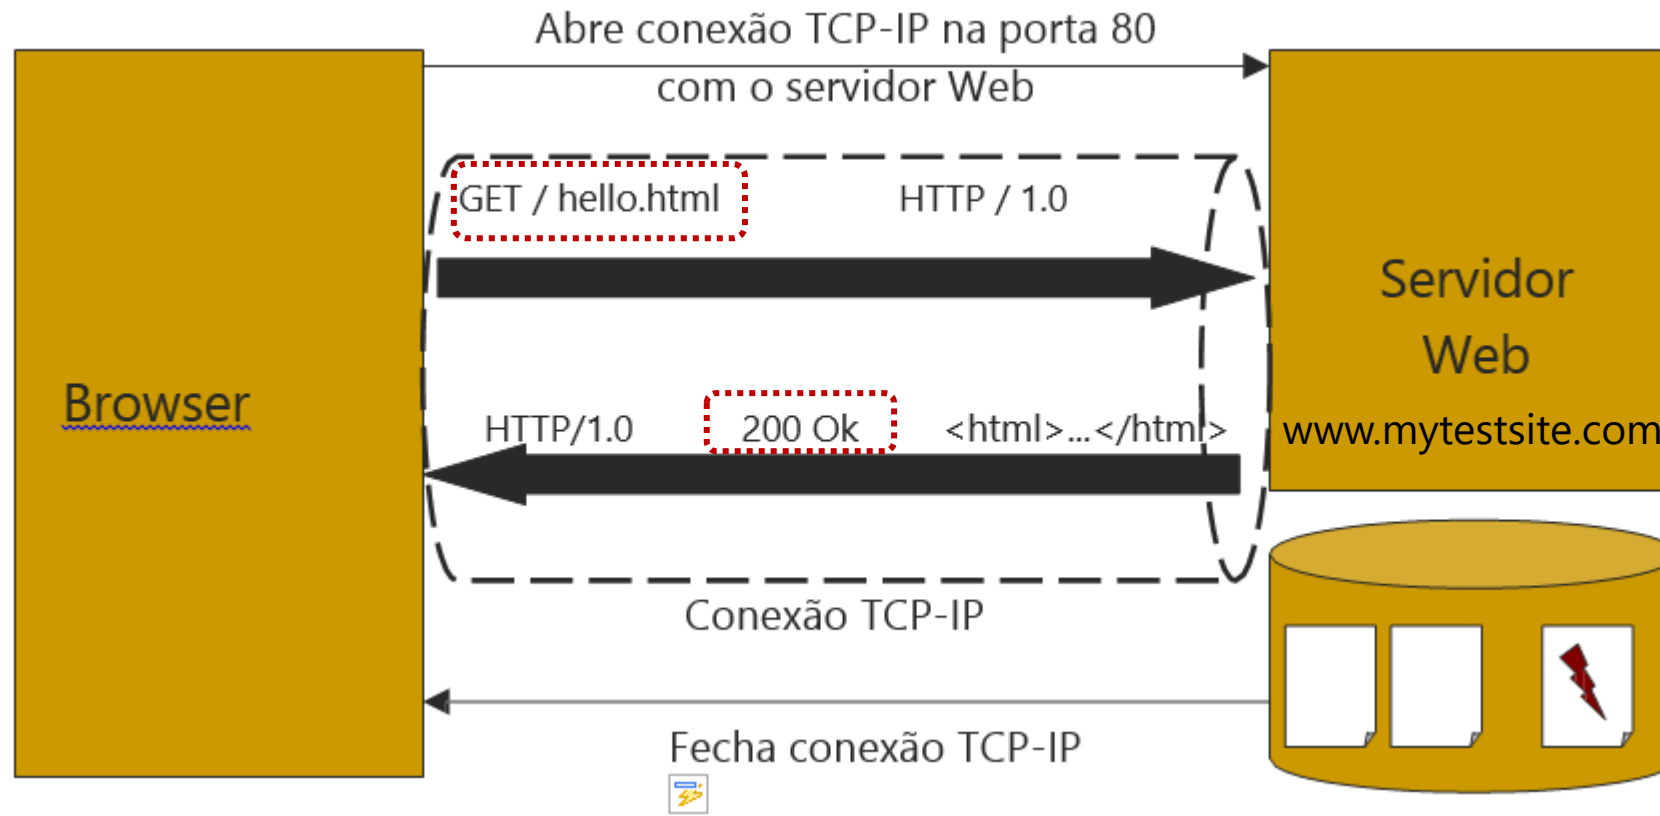 Abre conexão TCP-IP na porta 80
com o servidor Web
GET / hello.html HTTP / 1.0
Servidor
Web
www.mytestsite.com
Browser
HTTP/1.0 200 Ok <html>...</html>
Conexão TCP-IP
Fecha conexão TCP-IP